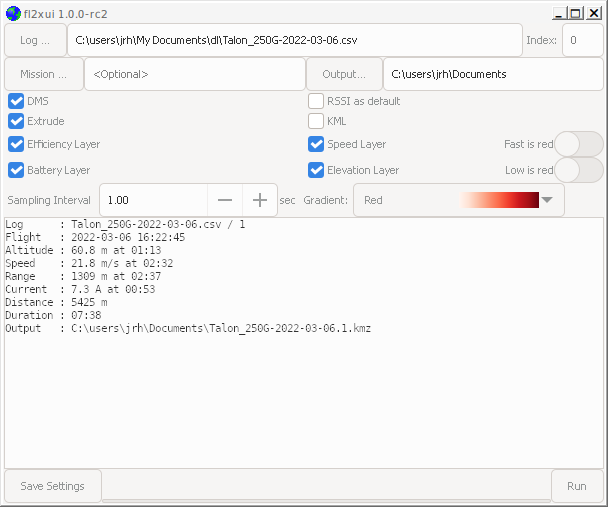 fl2xui 1.0.0-rc2
Log ... C:\users\jrh\My Documents\dl\Talon_250G-2022-03-06.csv Index: 0
Mission ... <Optional> Output... C:\users\jrh\Documents
DMS RSSI as default
Extrude KML
Efficiency Layer Speed Layer Fast is red
Battery Layer Elevation Layer Low is red
Sampling Interval 1.00 — + sec Gradient: Red
Log : Talon_250G-2022-03-06.csv / 1
Flight : 2022-03-06 16:22:45
Altitude : 60.8 m at 01:13
Speed : 21.8 m/s at 02:32
Range : 1309 m at 02:37
Current : 7.3 A at 00:53
Distance : 5425 m
Duration : 07:38
Output : C:\users\jrh\Documents\Talon_250G-2022-03-06.1.kmz
Save Settings Run